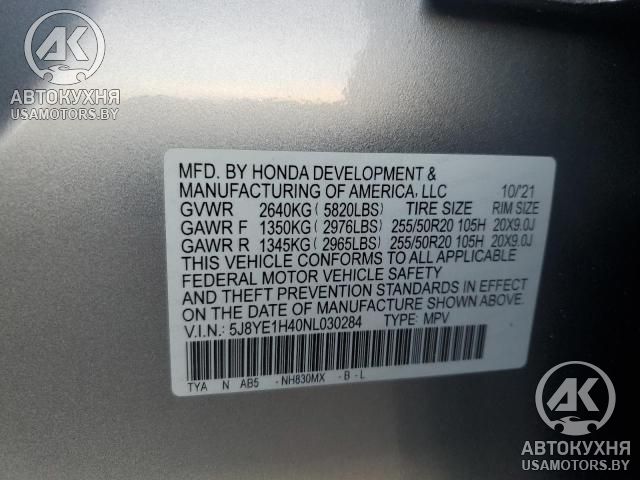 АК
АВТОКУХНЯ
USAMOTORS.BY
MFD. BY HONDA DEVELOPMENT &
MANUFACTURING OF AMERICA, LLC 10/'21
GVWR 2640KG ( 5820LBS) TIRE SIZE RIM SIZE
GAWR F 1350KG ( 2976LBS) 255/50R20 105H 20X9.0J
GAWR R 1345KG ( 2965LBS) 255/50R20 105H 20X9.0J
THIS VEHICLE CONFORMS TO ALL APPLICABLE
FEDERAL MOTOR VEHICLE SAFETY
AND THEFT PREVENTION STANDARDS IN EFFECT
ON THE DATE OF MANUFACTURE SHOWN ABOVE.
V.I.N.: 5J8YE1H40NL030284 TYPE: MPV
TYA N AB5 -NH830MX -B -L
АК
АВТОКУХНЯ
USAMOTORS.BY